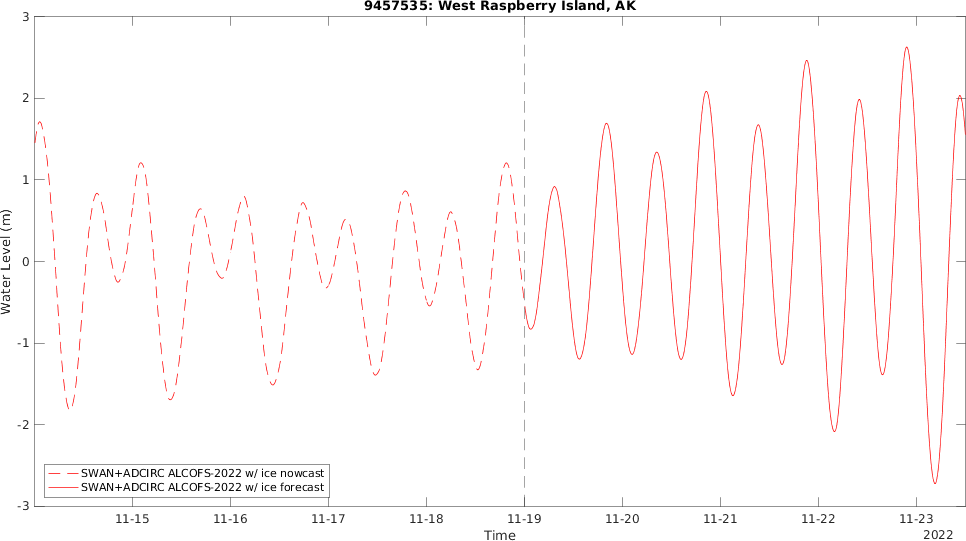 9457535: West Raspberry Island, AK
Water Level (m)
3
2
1
0
-1
-2
-3
SWAN+ADCIRC ALCOFS-2022 w/ ice nowcast
SWAN+ADCIRC ALCOFS-2022 w/ ice forecast
11-15 11-16 11-17 11-18 11-19 11-20 11-21 11-22 11-23
Time
2022